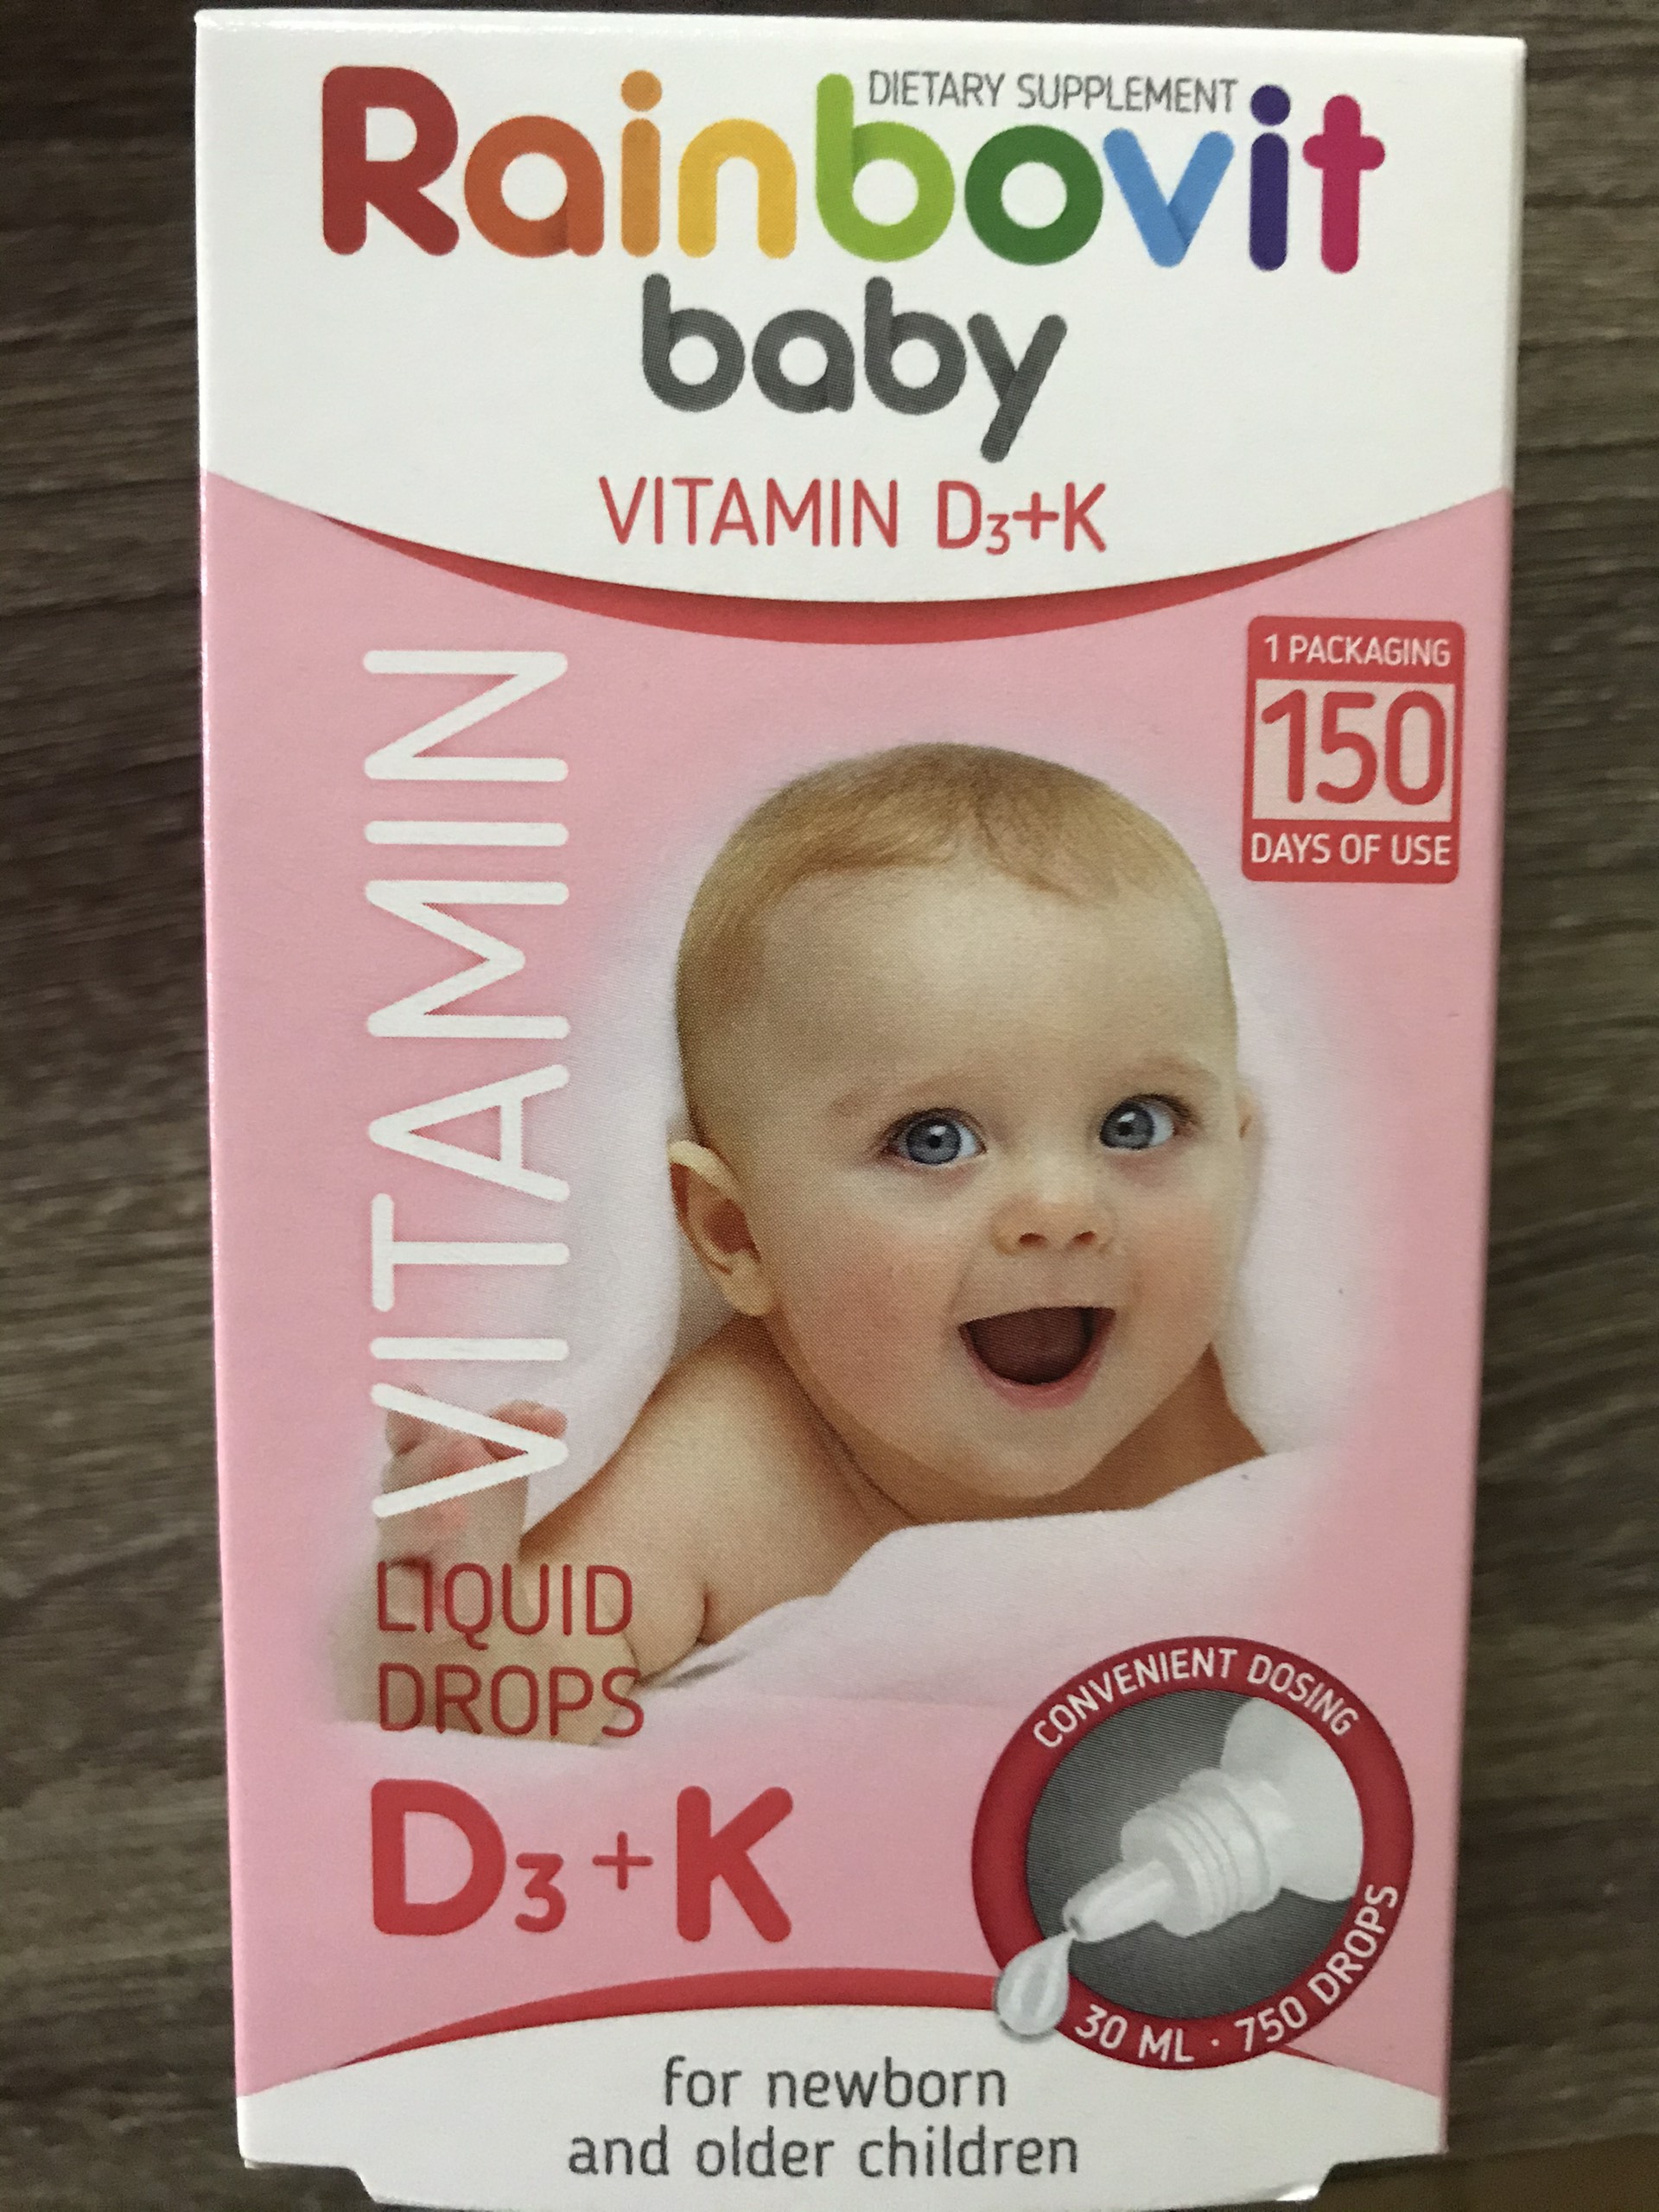 DIETARY SUPPLEMENT
Rainbovit
baby
VITAMIN D₃+K
1 PACKAGING
150
DAYS OF USE
VITAMIN
LIQUID
DROPS
D₃+K
CONVENIENT DOSING
30 ML · 750 DROPS
for newborn
and older children